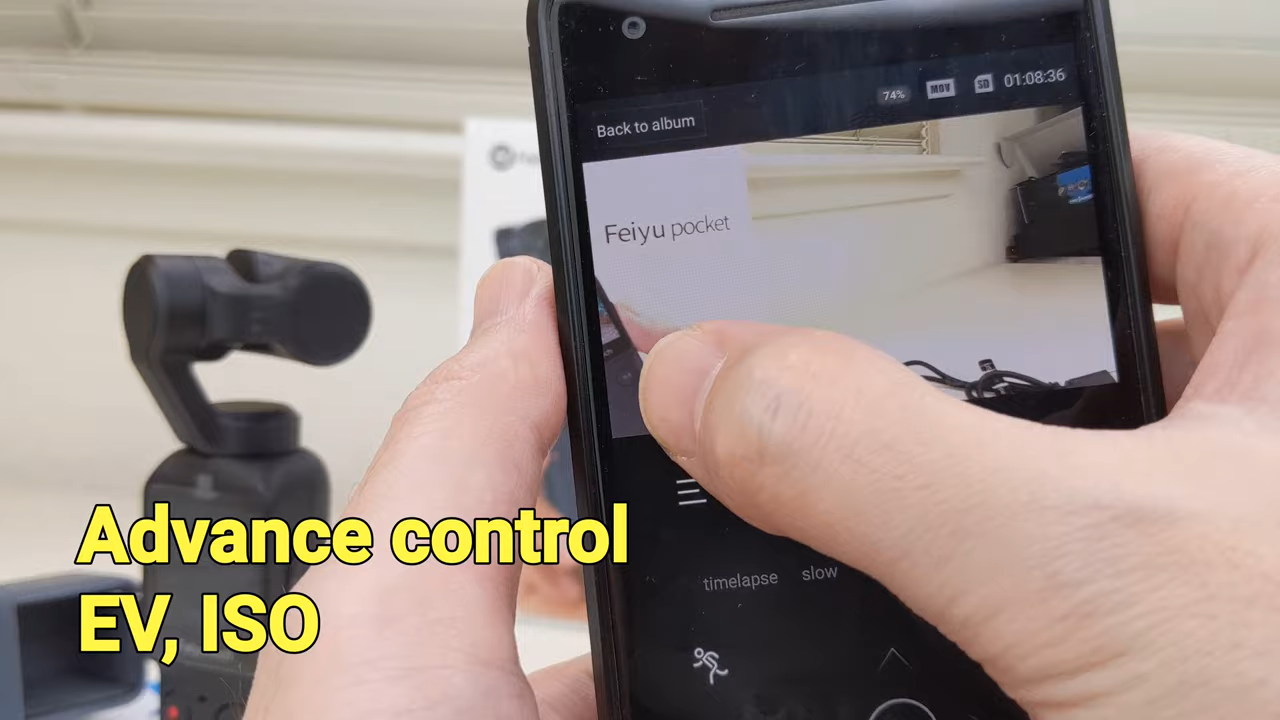 74% MOV SD 01:08:36
Back to album
Feiyu pocket
Advance control
timelapse slow
EV, ISO